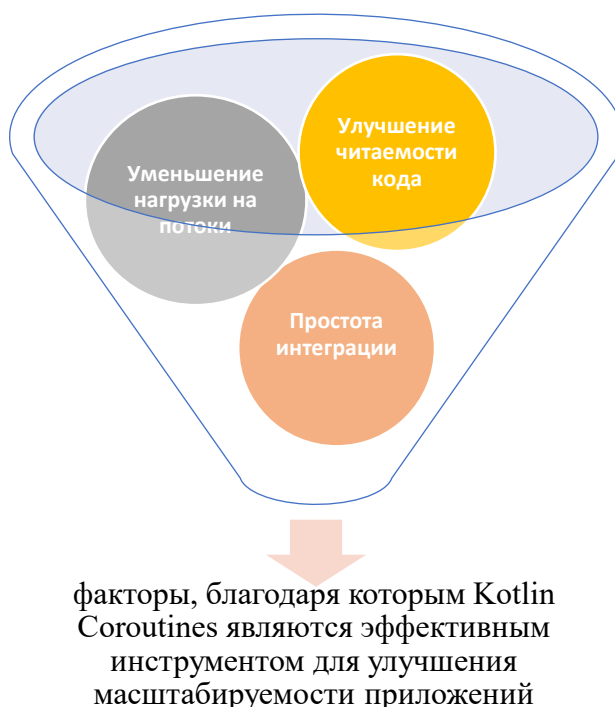 Улучшение
читаемости
кода
Уменьшение
нагрузки на
потоки
Простота
интеграции
факторы, благодаря которым Kotlin
Coroutines являются эффективным
инструментом для улучшения
масштабируемости приложений